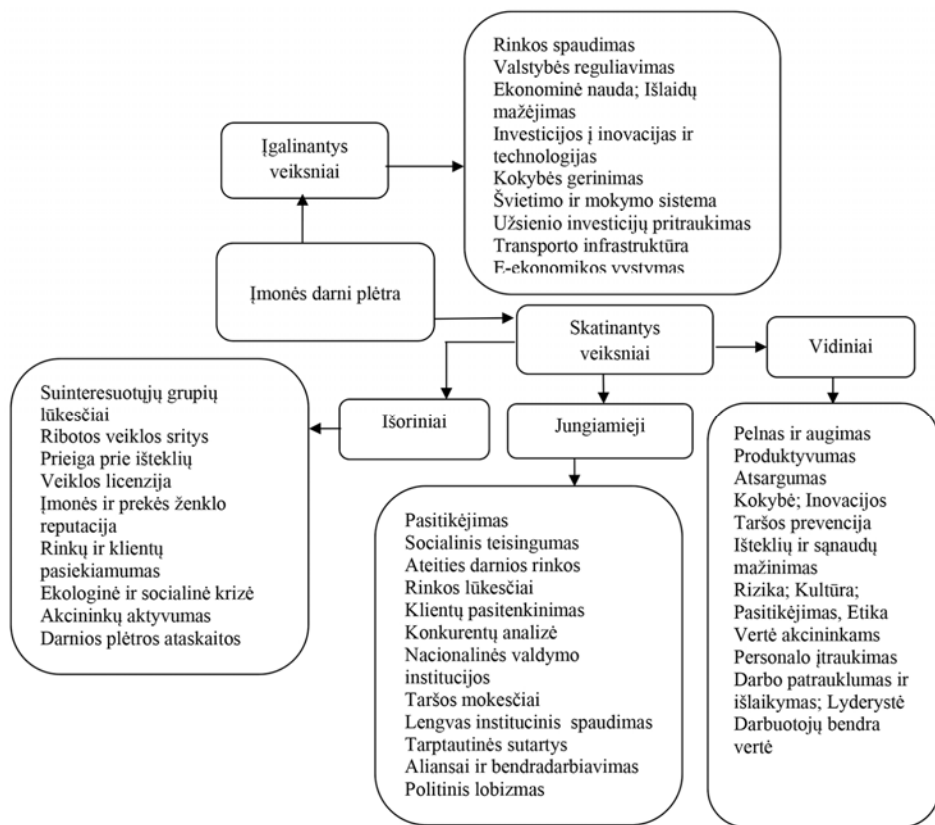 Rinkos spaudimas
Valstybės reguliavimas
Ekonominė nauda; Išlaidų
mažėjimas
Investicijos į inovacijas ir
technologijas
Kokybės gerinimas
Švietimo ir mokymo sistema
Užsienio investicijų pritraukimas
Transporto infrastruktūra
E-ekonomikos vystymas
Įgalinantys
veiksniai
Įmonės darni plėtra
Skatinantys
veiksniai
Vidiniai
Išoriniai
Jungiamieji
Suinteresuotųjų grupių
lūkesčiai
Ribotos veiklos sritys
Prieiga prie išteklių
Veiklos licenzija
Įmonės ir prekės ženklo
reputacija
Rinkų ir klientų
pasiekiamumas
Ekologinė ir socialinė krizė
Akcininkų aktyvumas
Darnios plėtros ataskaitos
Pasitikėjimas
Socialinis teisingumas
Ateities darnios rinkos
Rinkos lūkesčiai
Klientų pasitenkinimas
Konkurentų analizė
Nacionalinės valdymo
institucijos
Taršos mokesčiai
Lengvas institucinis spaudimas
Tarptautinės sutartys
Aliansai ir bendradarbiavimas
Politinis lobizmas
Pelnas ir augimas
Produktyvumas
Atsargumas
Kokybė; Inovacijos
Taršos prevencija
Išteklių ir sąnaudų
mažinimas
Rizika; Kultūra;
Pasitikėjimas, Etika
Vertė akcininkams
Personalo įtraukimas
Darbo patrauklumas ir
išlaikymas; Lyderystė
Darbuotojų bendra
vertė